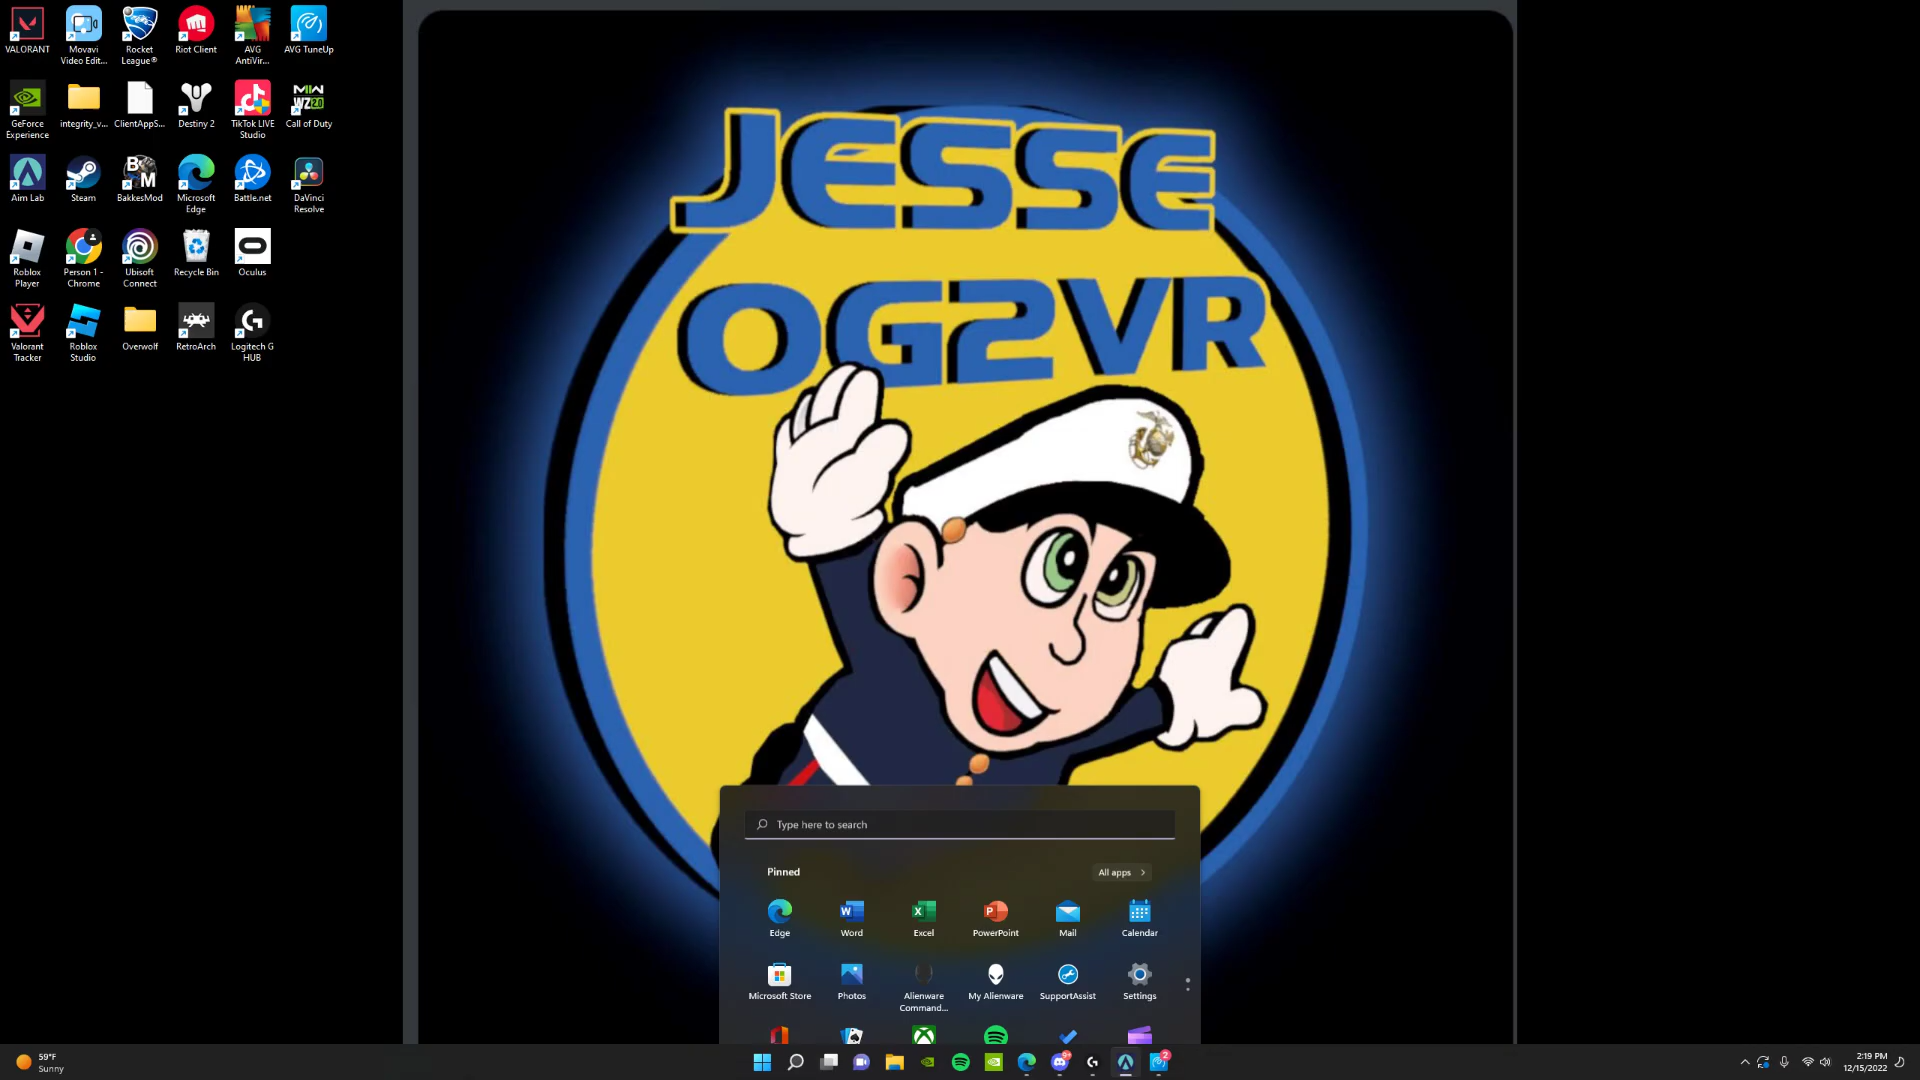 VALORANT
Movavi
Video Edit...
Rocket
League®
Riot Client
AVG
AntiVir...
AVG TuneUp
GeForce
Experience
integrity_v...
ClientAppS...
Destiny 2
TikTok LIVE
Studio
MW
WZ 2.0
Call of Duty
Aim Lab
Steam
B
M
BakkesMod
Microsoft
Edge
Battle.net
DaVinci
Resolve
Roblox
Player
Person 1 -
Chrome
Ubisoft
Connect
Recycle Bin
Oculus
Valorant
Tracker
Roblox
Studio
Overwolf
RetroArch
Logitech G
HUB
JESSE
OG2VR
Type here to search
Pinned
All apps
Edge
Word
Excel
PowerPoint
Mail
Calendar
Microsoft Store
Photos
Alienware
Command...
My Alienware
SupportAssist
Settings
59°F
Sunny
2:19 PM
12/15/2022